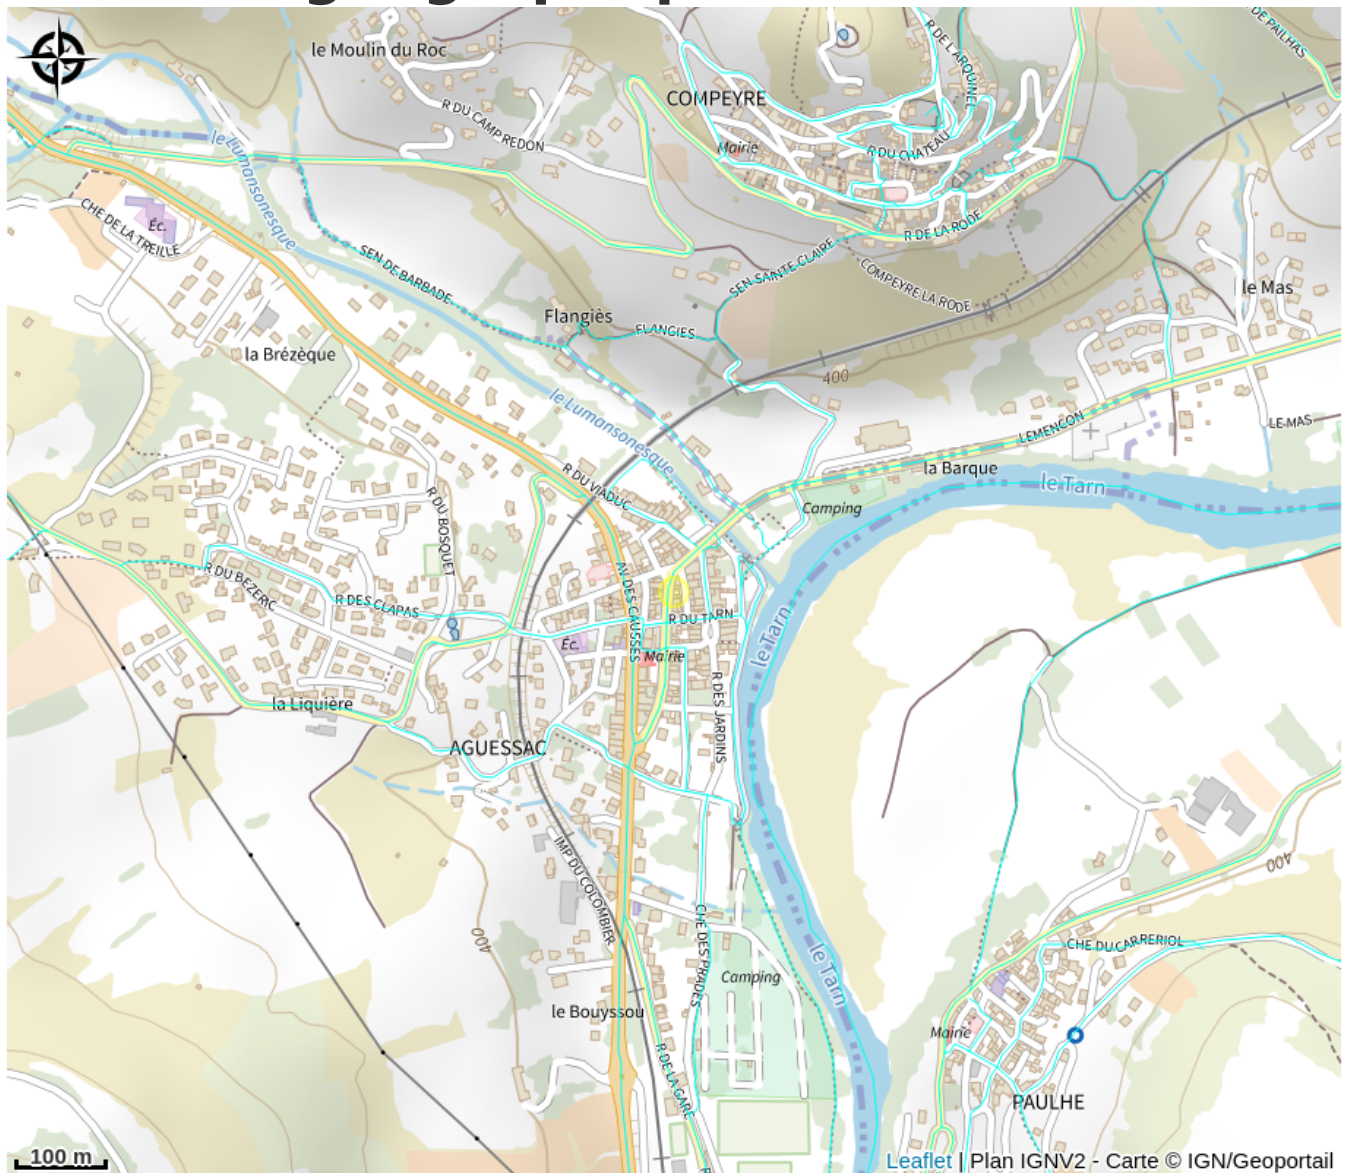 le Moulin du Roc
COMPEYRE
R DE L'ARQUINEL
DE PAILHAS
R DU CAMP REDON
Mairie
R DU CHATEAU
le Lumansonesque
CHE DE LA TREILLE
Éc.
R DE LA RODE
SEN SAINTE CLAIRE
COMPEYRE LA RODE
SEN DE BARBADE
le Mas
Flangiès
FLANGIES
la Brézèque
400
le Lumansonesque
LEMENCON
LE MAS
R DU VIADUC
la Barque
le Tarn
Camping
R DU BOSQUET
R DU BEZERIC
R DES CLAPAS
AV DES CAUSSES
R DU TARN
le Tarn
Éc.
Mairie
R DES JARDINS
la Liquière
AGUESSAC
IMP DU COLOMBIER
400
400
CHE DES PRADES
CHE DU CARRERIOL
le Tarn
Camping
le Bouyssou
Mairie
R DE LA GARE
PAULHE
100 m
Leaflet | Plan IGNV2 - Carte © IGN/Geoportail